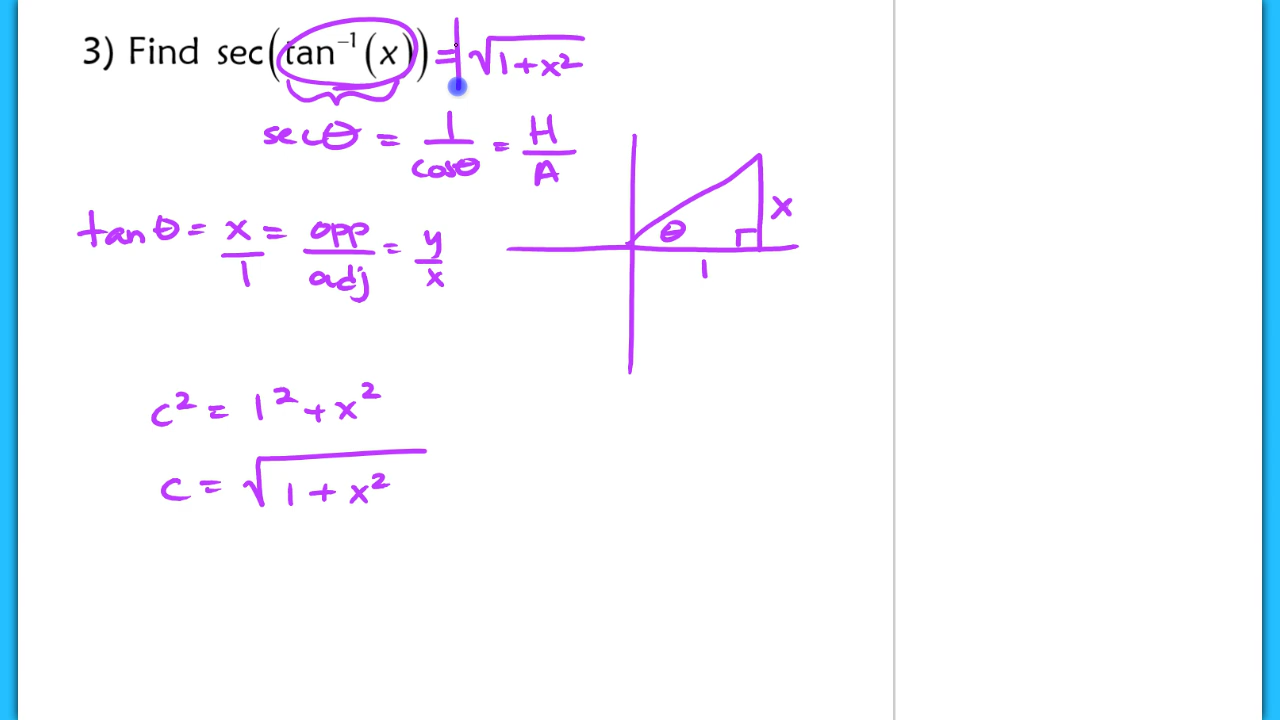 3) Find sec(tan⁻¹(x)) = √(1+x²)
secθ = 1/cosθ = H/A
tanθ = x/1 = opp/adj = y/x
θ
x
1
c² = 1² + x²
c = √(1 + x²)